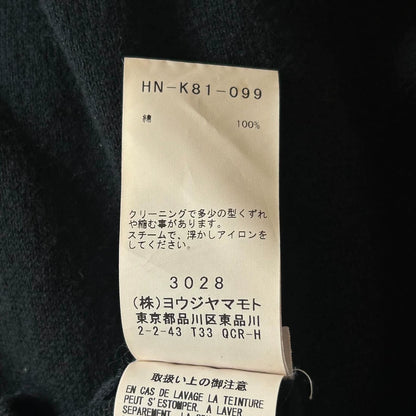 HN-K81-099
綿 100%
クリーニングで多少の型くずれ
や縮む事があります。
スチームで、浮かしアイロンを
してください。
3028
(株)ヨウジヤマモト
東京都品川区東品川
2-2-43 T33 QCR-H
取扱い上の御注意
EN CAS DE LAVAGE LA TEINTURE
PEUT S'ESTOMPER. A LAVER
SEPAREMENT.